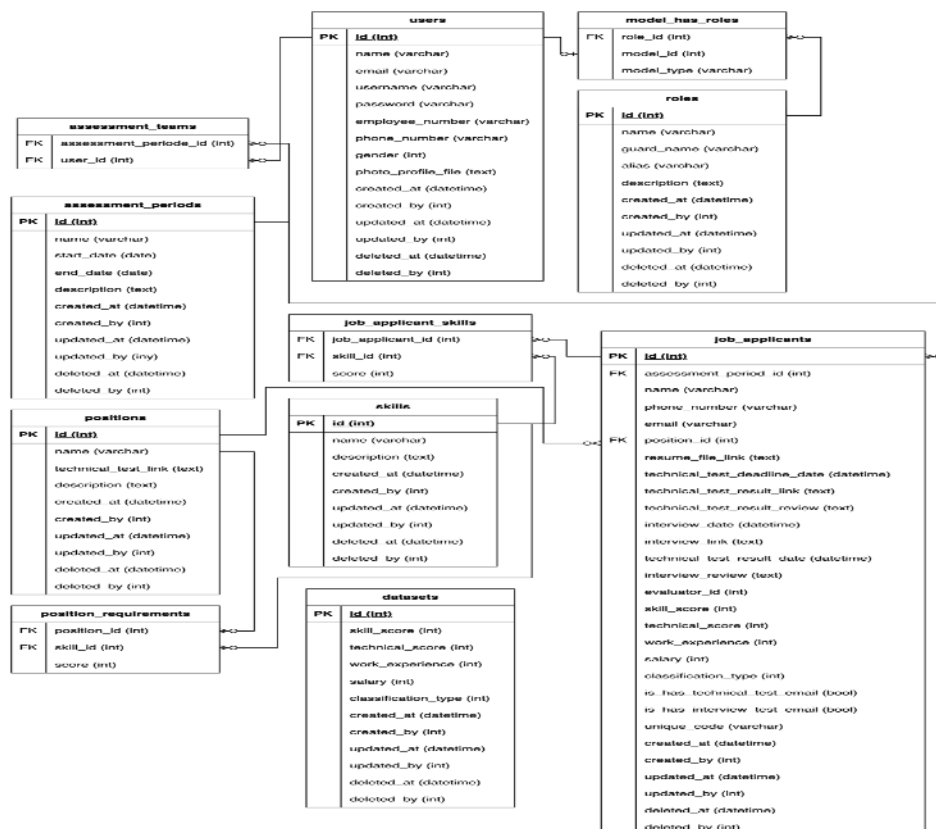 users
PK id (int)
name (varchar)
email (varchar)
username (varchar)
password (varchar)
employee_number (varchar)
phone_number (varchar)
gender (int)
photo_profile_file (text)
created_at (datetime)
created_by (int)
updated_at (datetime)
updated_by (int)
deleted_at (datetime)
deleted_by (int)
model_has_roles
FK role_id (int)
model_id (int)
model_type (varchar)
roles
PK id (int)
name (varchar)
guard_name (varchar)
alias (varchar)
description (text)
created_at (datetime)
created_by (int)
updated_at (datetime)
updated_by (int)
deleted_at (datetime)
deleted_by (int)
assessment_teams
FK assessment_periode_id (int)
FK user_id (int)
assessment_periods
PK id (int)
name (varchar)
start_date (date)
end_date (date)
description (text)
created_at (datetime)
created_by (int)
updated_at (datetime)
updated_by (iny)
deleted_at (datetime)
deleted_by (int)
job_applicant_skills
FK job_applicant_id (int)
FK skill_id (int)
score (int)
job_applicants
PK id (int)
FK assessment_period_id (int)
name (varchar)
phone_number (varchar)
email (varchar)
FK position_id (int)
resume_file_link (text)
technical_test_deadline_date (datetime)
technical_test_result_link (text)
technical_test_result_review (text)
interview_date (datetime)
interview_link (text)
technical_test_result_date (datetime)
interview_review (text)
evaluator_id (int)
skill_score (int)
technical_score (int)
work_experience (int)
salary (int)
classification_type (int)
is_has_technical_test_email (bool)
is_has_interview_test_email (bool)
unique_code (varchar)
created_at (datetime)
created_by (int)
updated_at (datetime)
updated_by (int)
deleted_at (datetime)
deleted_by (int)
positions
PK id (int)
name (varchar)
technical_test_link (text)
description (text)
created_at (datetime)
created_by (int)
updated_at (datetime)
updated_by (int)
deleted_at (datetime)
deleted_by (int)
skills
PK id (int)
name (varchar)
description (text)
created_at (datetime)
created_by (int)
updated_at (datetime)
updated_by (int)
deleted_at (datetime)
deleted_by (int)
position_requirements
FK position_id (int)
FK skill_id (int)
score (int)
datasets
PK id (int)
skill_score (int)
technical_score (int)
work_experience (int)
salary (int)
classification_type (int)
created_at (datetime)
created_by (int)
updated_at (datetime)
updated_by (int)
deleted_at (datetime)
deleted_by (int)